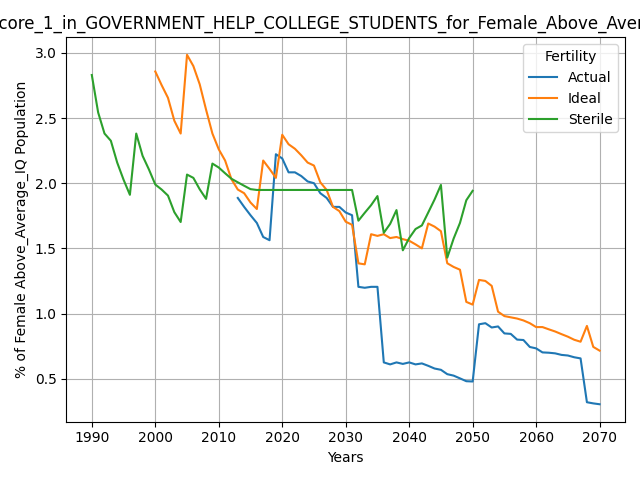 core_1_in_GOVERNMENT_HELP_COLLEGE_STUDENTS_for_Female_Above_Aver
3.0
2.5
2.0
1.5
1.0
0.5
% of Female Above_Average_IQ Population
Fertility
Actual
Ideal
Sterile
1990 2000 2010 2020 2030 2040 2050 2060 2070
Years